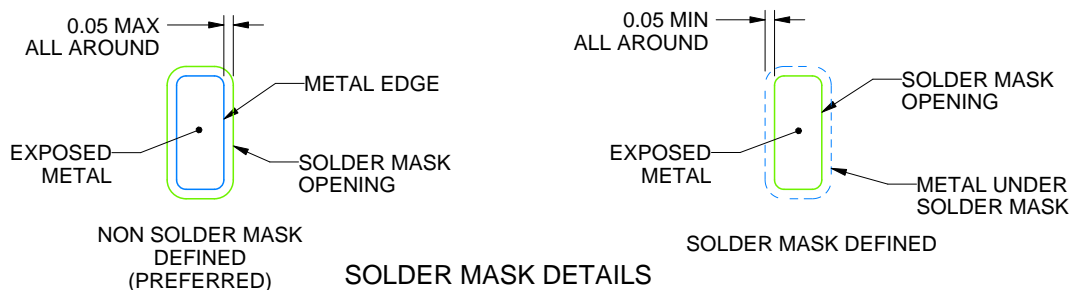 0.05 MAX
ALL AROUND
METAL EDGE
EXPOSED
METAL
SOLDER MASK
OPENING
NON SOLDER MASK
DEFINED
(PREFERRED)
0.05 MIN
ALL AROUND
SOLDER MASK
OPENING
EXPOSED
METAL
METAL UNDER
SOLDER MASK
SOLDER MASK DEFINED
SOLDER MASK DETAILS